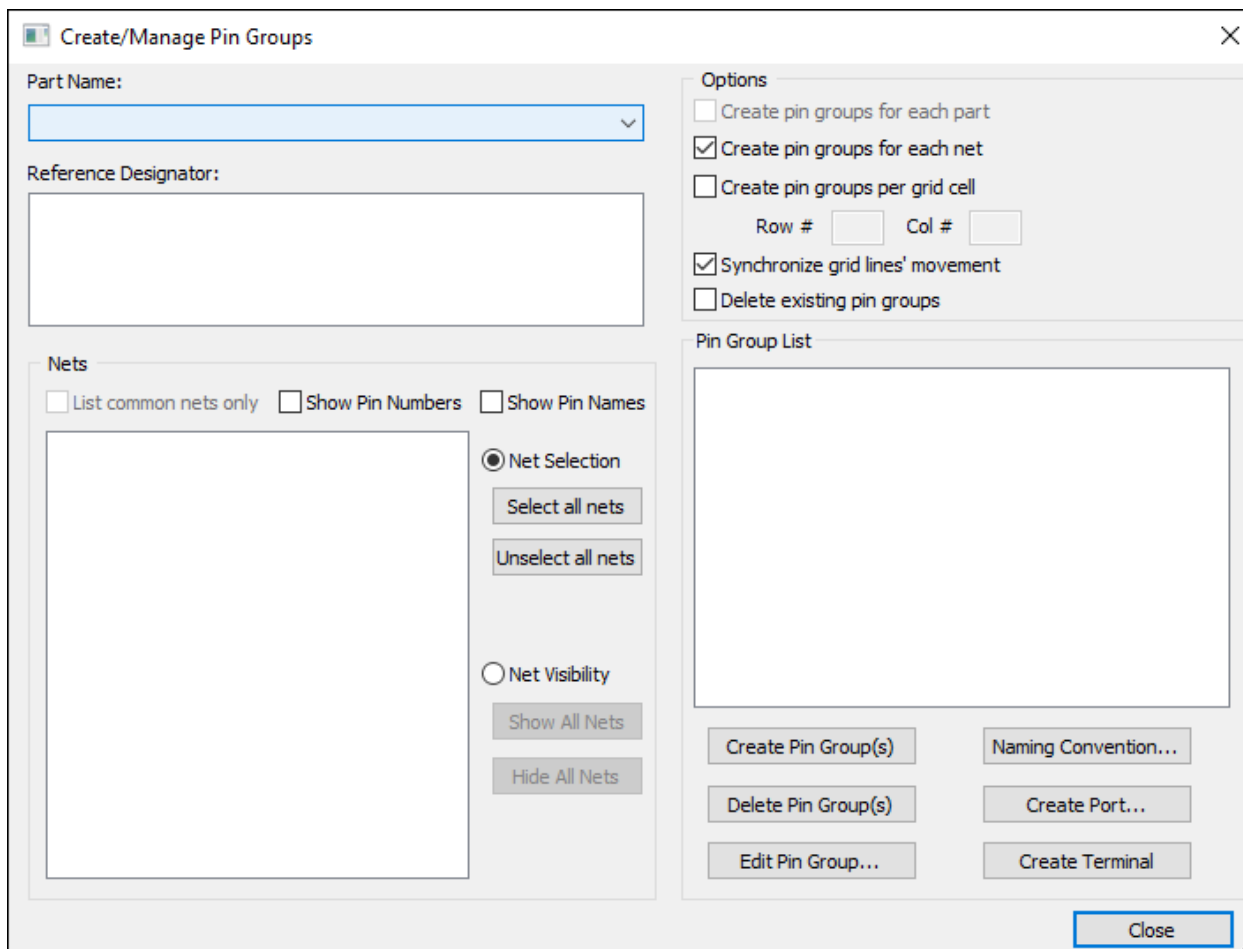 Create/Manage Pin Groups
Part Name:
Reference Designator:
Nets
List common nets only Show Pin Numbers Show Pin Names
Net Selection
Select all nets
Unselect all nets
Net Visibility
Show All Nets
Hide All Nets
Options
Create pin groups for each part
Create pin groups for each net
Create pin groups per grid cell
Row # Col #
Synchronize grid lines' movement
Delete existing pin groups
Pin Group List
Create Pin Group(s) Naming Convention...
Delete Pin Group(s) Create Port...
Edit Pin Group... Create Terminal
Close